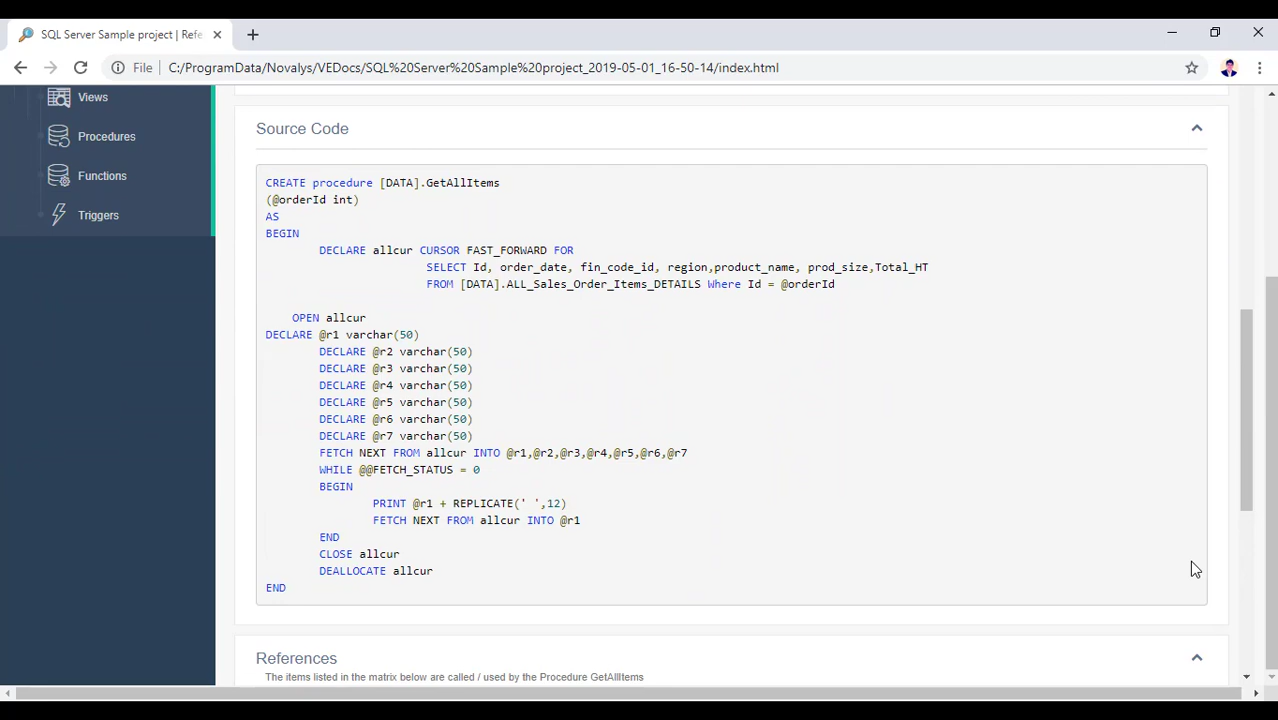 SQL Server Sample project | Refe
File C:/ProgramData/Novalys/VEDocs/SQL%20Server%20Sample%20project_2019-05-01_16-50-14/index.html
Views
Procedures
Functions
Triggers
Source Code
CREATE procedure [DATA].GetAllItems
(@orderId int)
AS
BEGIN
DECLARE allcur CURSOR FAST_FORWARD FOR
SELECT Id, order_date, fin_code_id, region,product_name, prod_size,Total_HT
FROM [DATA].ALL_Sales_Order_Items_DETAILS Where Id = @orderId
OPEN allcur
DECLARE @r1 varchar(50)
DECLARE @r2 varchar(50)
DECLARE @r3 varchar(50)
DECLARE @r4 varchar(50)
DECLARE @r5 varchar(50)
DECLARE @r6 varchar(50)
DECLARE @r7 varchar(50)
FETCH NEXT FROM allcur INTO @r1,@r2,@r3,@r4,@r5,@r6,@r7
WHILE @@FETCH_STATUS = 0
BEGIN
PRINT @r1 + REPLICATE(' ',12)
FETCH NEXT FROM allcur INTO @r1
END
CLOSE allcur
DEALLOCATE allcur
END
References
The items listed in the matrix below are called / used by the Procedure GetAllItems